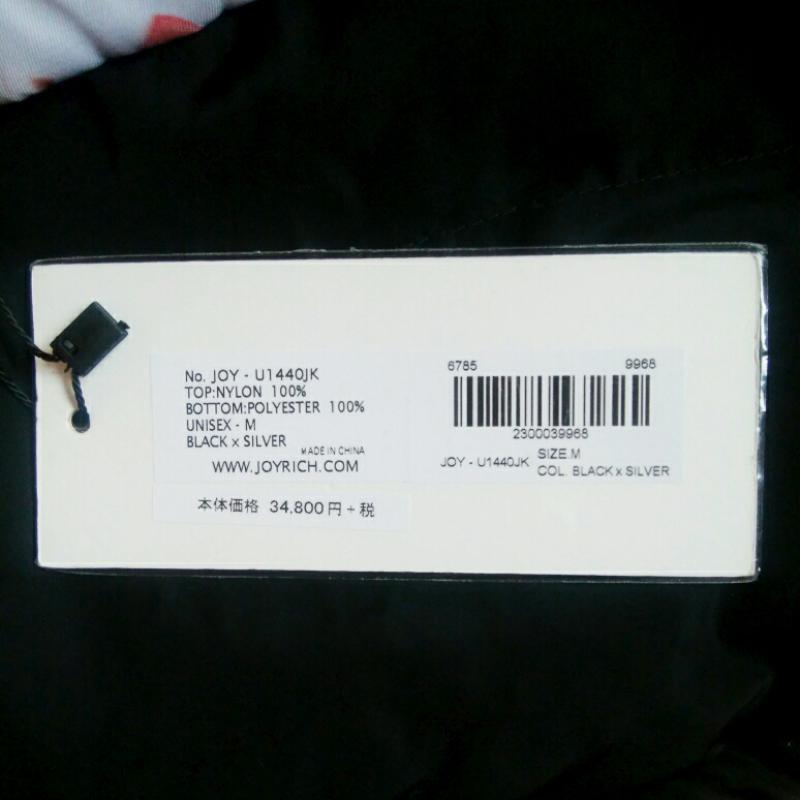 No. JOY - U1440JK
TOP:NYLON 100%
BOTTOM:POLYESTER 100%
UNISEX - M
BLACK x SILVER
MADE IN CHINA
WWW.JOYRICH.COM
本体価格 34,800円+税
6785 9968
2300039968
JOY - U1440JK SIZE.M
COL. BLACK x SILVER